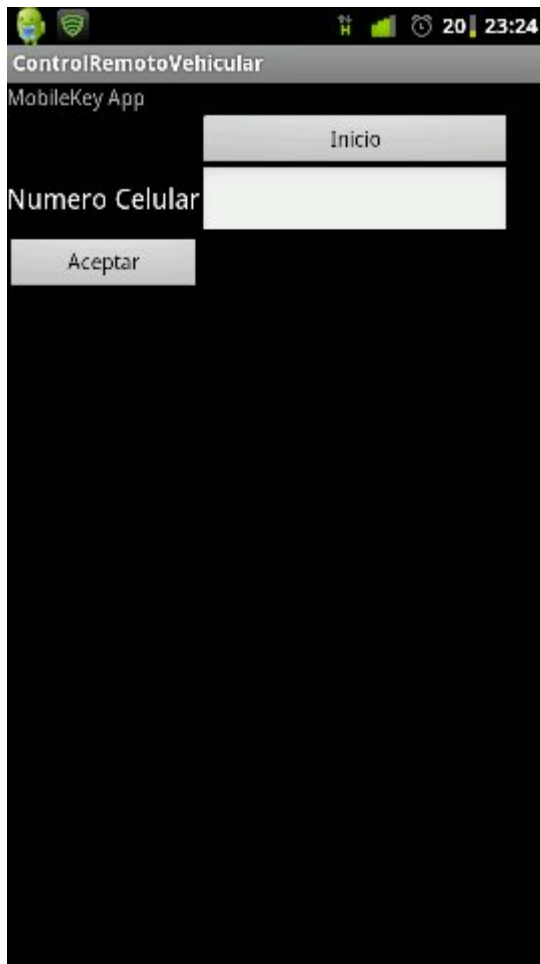 H 20 23:24
ControlRemotoVehicular
MobileKey App
Inicio
Numero Celular
Aceptar